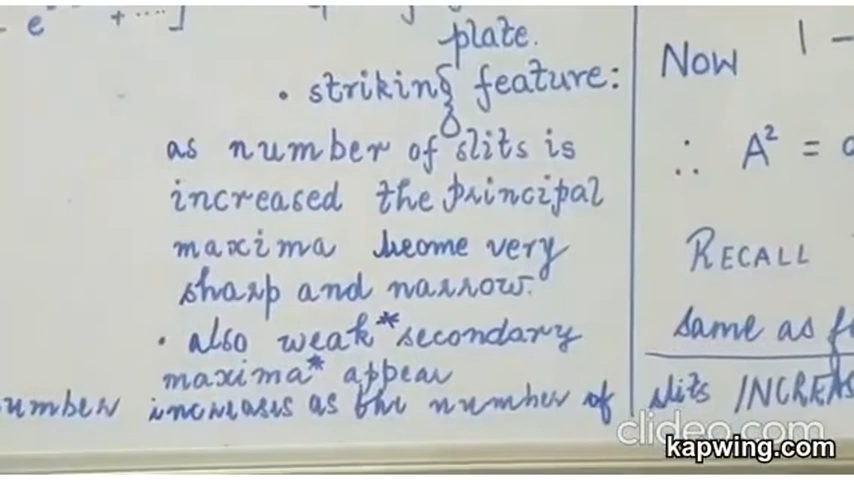 - e + ....]
plate.
• striking feature:
as number of slits is
increased the principal
maxima beome very
sharp and narrow.
• also weak *secondary
maxima* appear
umber increases as the number of slits INCREAS
Now 1 -
∴ A² =
RECALL
same as f
clideo.com
kapwing.com